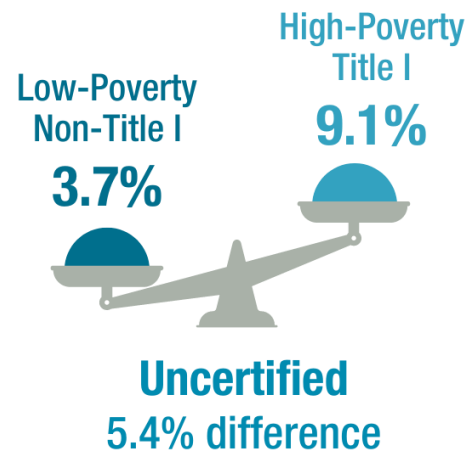 High-Poverty
Title I
9.1%
Low-Poverty
Non-Title I
3.7%
Uncertified
5.4% difference